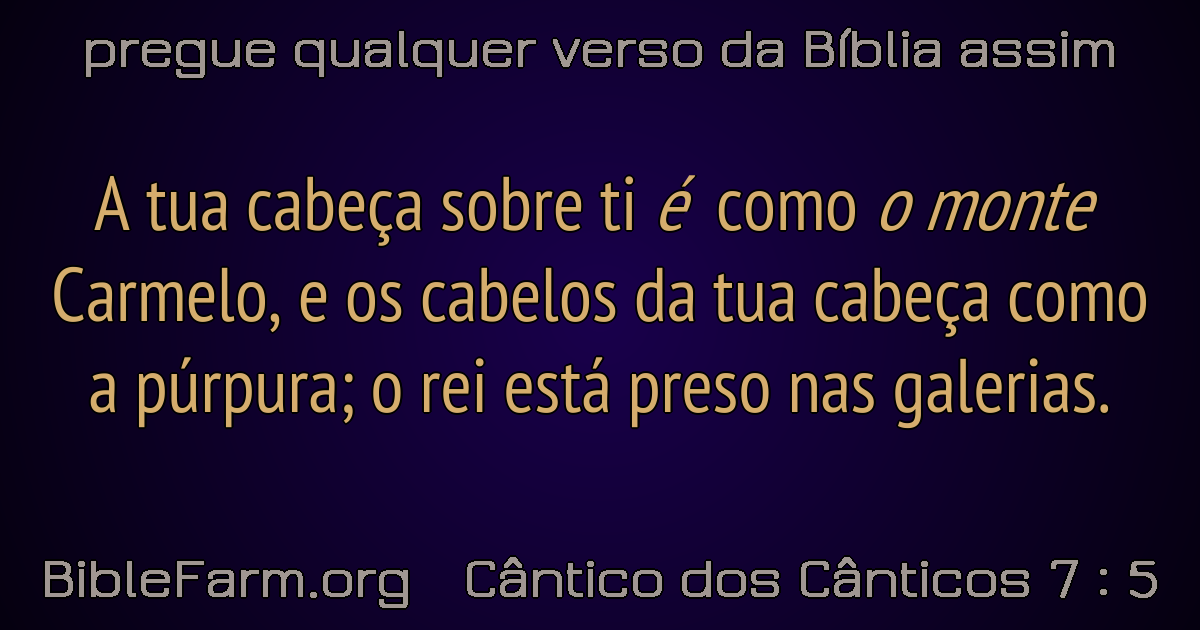 pregue qualquer verso da Bíblia assim
A tua cabeça sobre ti é como o monte
Carmelo, e os cabelos da tua cabeça como
a púrpura; o rei está preso nas galerias.
BibleFarm.org Cântico dos Cânticos 7 : 5